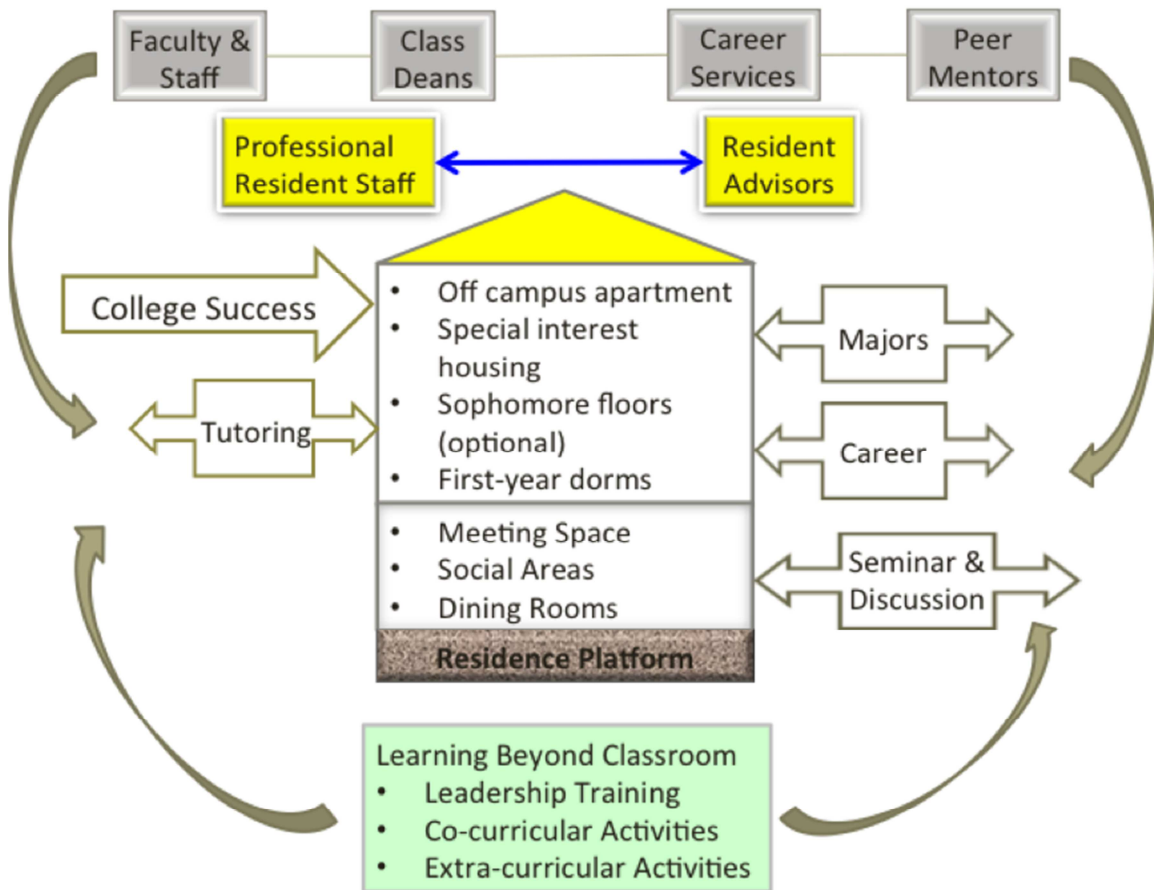 Faculty &
Staff
Class
Deans
Career
Services
Peer
Mentors
Professional
Resident Staff
Resident
Advisors
College Success
Tutoring
• Off campus apartment
• Special interest
housing
• Sophomore floors
(optional)
• First-year dorms
• Meeting Space
• Social Areas
• Dining Rooms
Residence Platform
Majors
Career
Seminar &
Discussion
Learning Beyond Classroom
• Leadership Training
• Co-curricular Activities
• Extra-curricular Activities